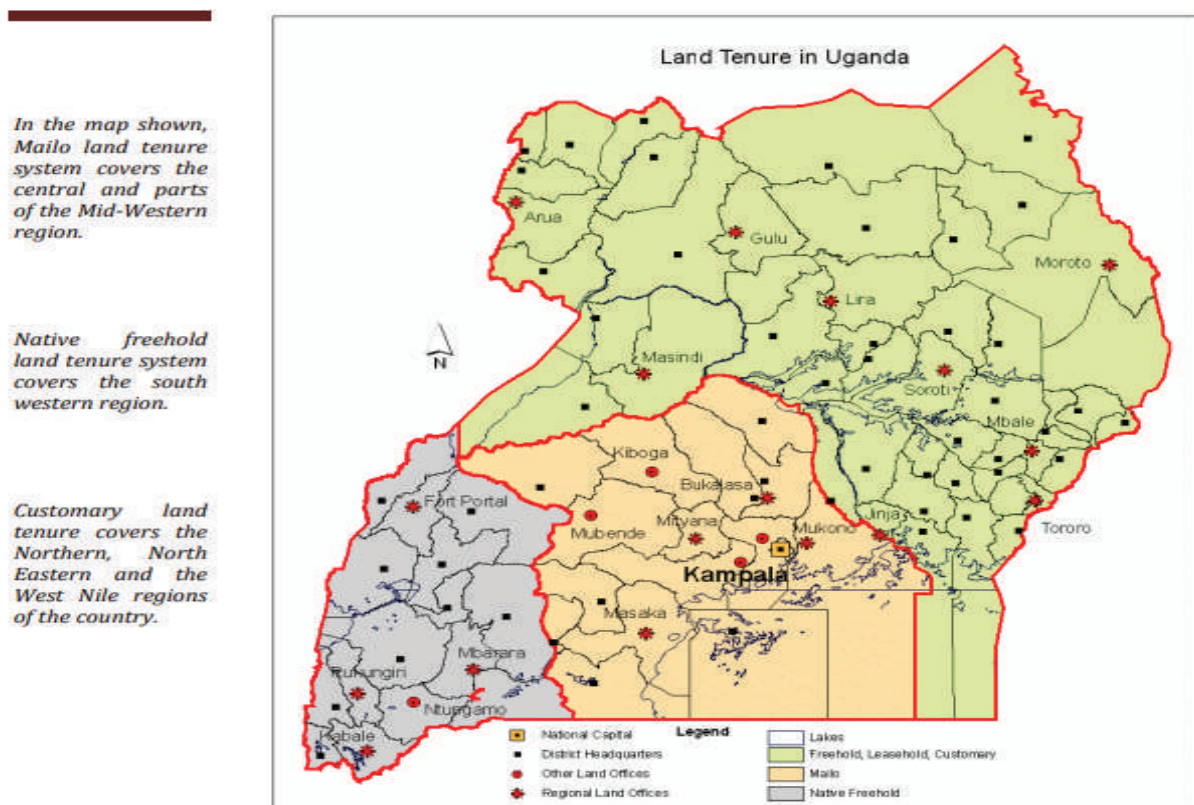 In the map shown,
Mailo land tenure
system covers the
central and parts
of the Mid-Western
region.
Native freehold
land tenure system
covers the south
western region.
Customary land
tenure covers the
Northern, North
Eastern and the
West Nile regions
of the country.
Land Tenure in Uganda
Arua
Gulu
Moroto
Lira
N
Masindi
Soroti
Mbale
Kiboga
Bukalasa
Fort Portal
Mubende
Mityana
Mukono
Jinja
Tororo
Kampala
Masaka
Mbarara
Rukungiri
Ntungamo
Kabale
Legend
National Capital
District Headquarters
Other Land Offices
Regional Land Offices
Lakes
Freehold, Leasehold, Customary
Mailo
Native Freehold